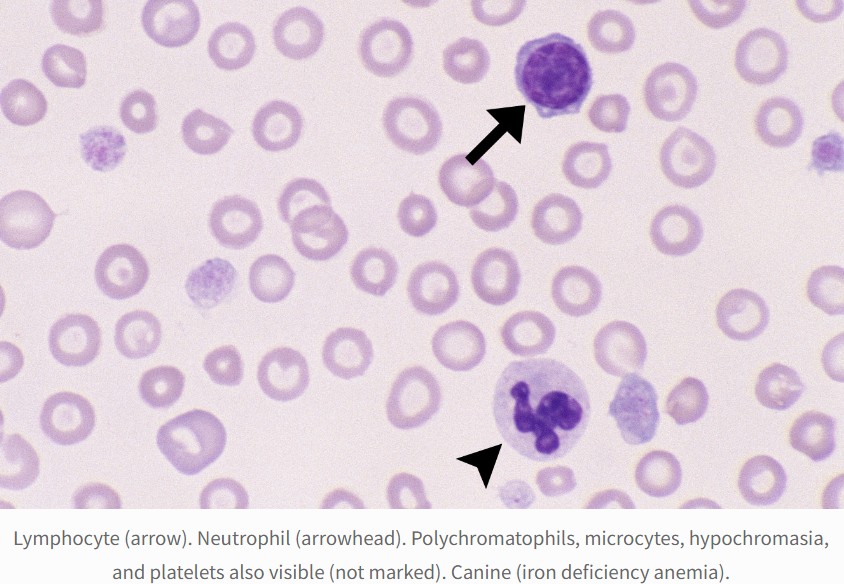 Lymphocyte (arrow). Neutrophil (arrowhead). Polychromatophils, microcytes, hypochromasia,
and platelets also visible (not marked). Canine (iron deficiency anemia).